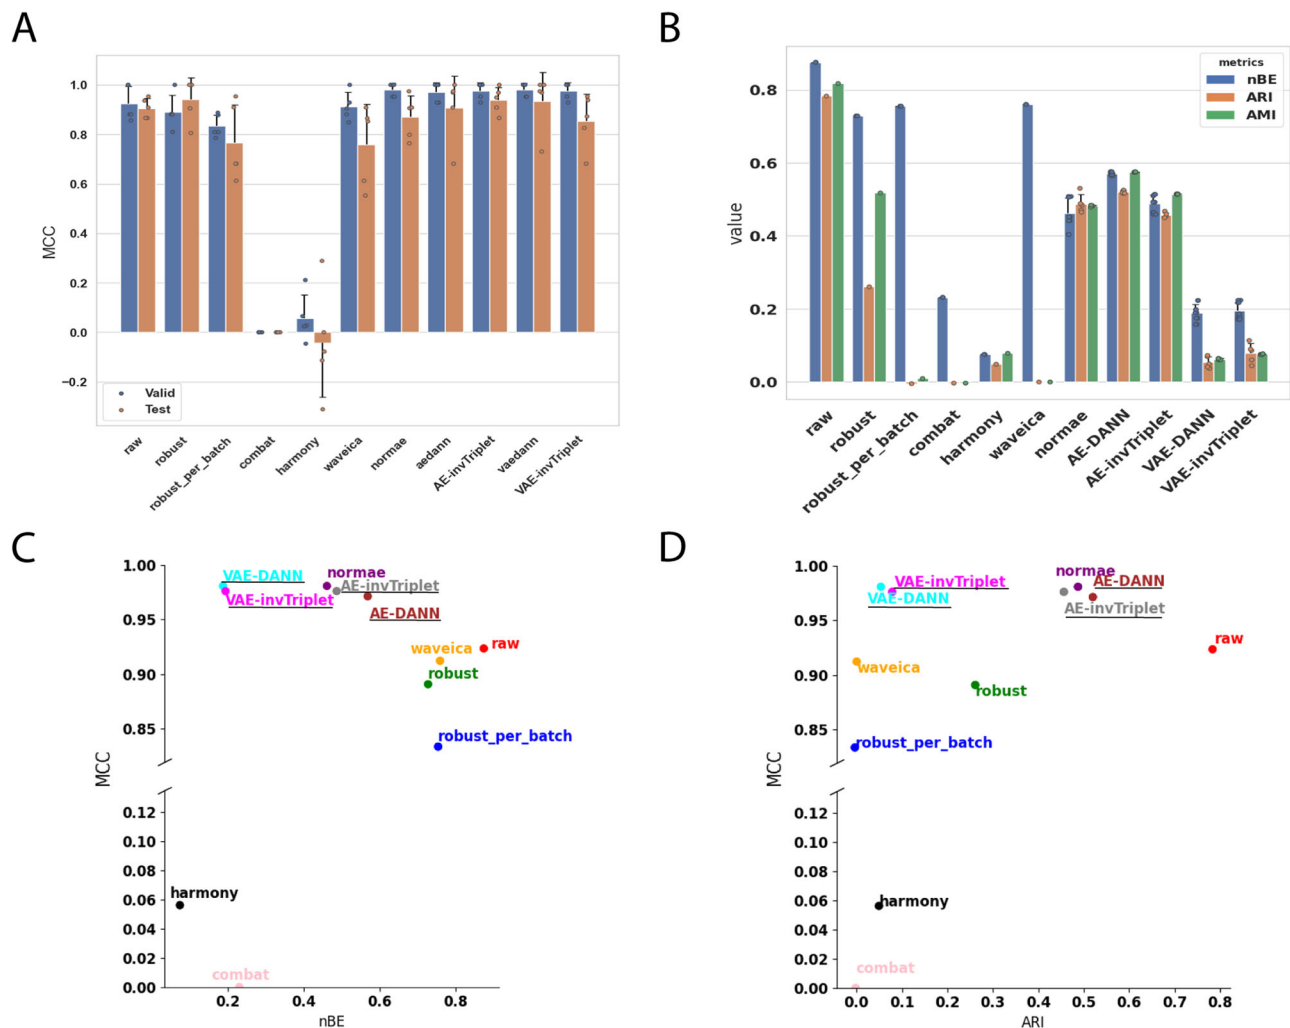 A
1.0
0.8
0.6
0.4
0.2
0.0
−0.2
MCC
Valid
Test
raw
robust
robust_per_batch
combat
harmony
waveica
normae
aedann
AE-invTriplet
vaedann
VAE-invTriplet
B
0.8
0.6
0.4
0.2
0.0
value
metrics
nBE
ARI
AMI
raw
robust
robust_per_batch
combat
harmony
waveica
normae
AE-DANN
AE-invTriplet
VAE-DANN
VAE-invTriplet
C
1.00
0.95
0.90
0.85
0.12
0.10
0.08
0.06
0.04
0.02
0.00
MCC
VAE-DANN
VAE-invTriplet
normae
AE-invTriplet
AE-DANN
waveica
raw
robust
robust_per_batch
harmony
combat
0.2
0.4
0.6
0.8
nBE
D
1.00
0.95
0.90
0.85
0.12
0.10
0.08
0.06
0.04
0.02
0.00
MCC
VAE-invTriplet
VAE-DANN
normae
AE-DANN
AE-invTriplet
raw
waveica
robust
robust_per_batch
harmony
combat
0.0
0.1
0.2
0.3
0.4
0.5
0.6
0.7
0.8
ARI